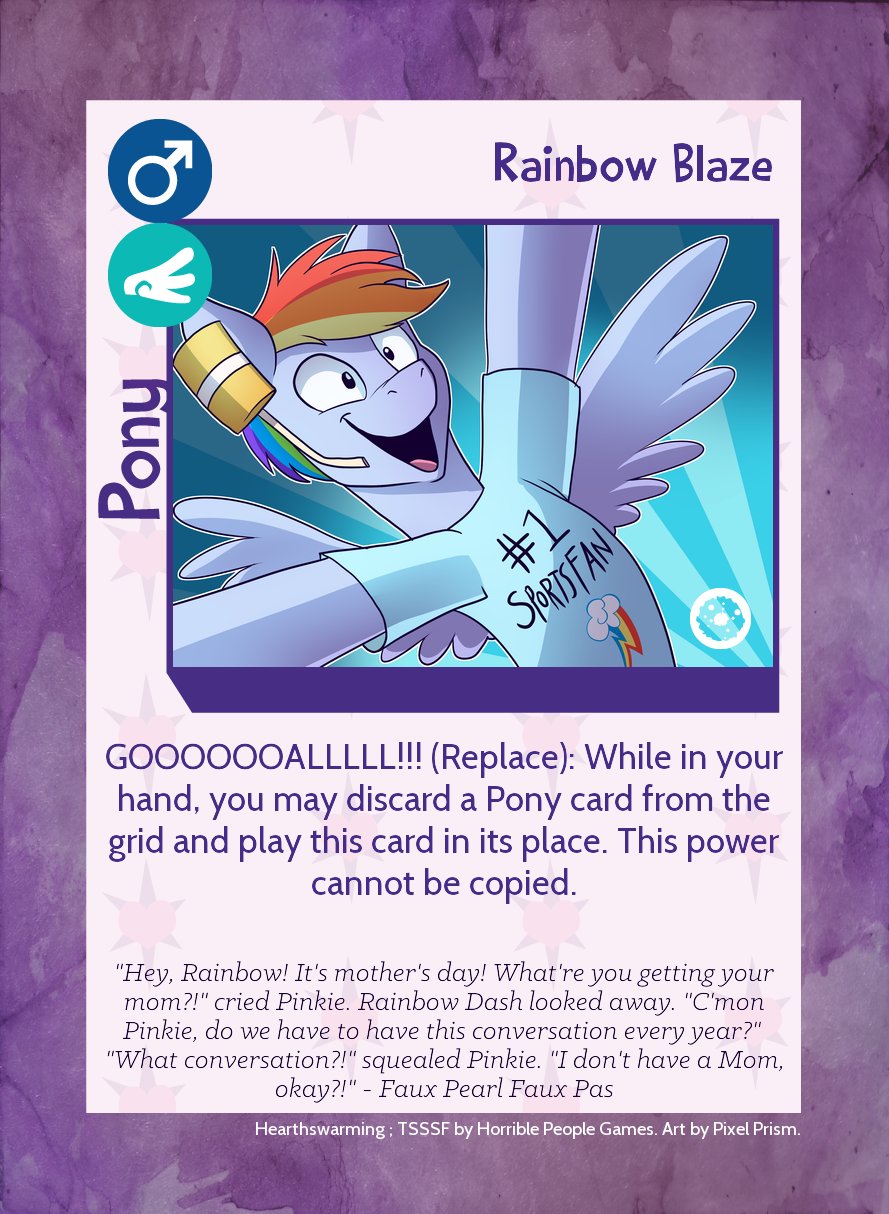 Rainbow Blaze
Pony
#1
SPORTSFAN
GOOOOOOALLLLL!!! (Replace): While in your
hand, you may discard a Pony card from the
grid and play this card in its place. This power
cannot be copied.
"Hey, Rainbow! It's mother's day! What're you getting your
mom?!" cried Pinkie. Rainbow Dash looked away. "C'mon
Pinkie, do we have to have this conversation every year?"
"What conversation?!" squealed Pinkie. "I don't have a Mom,
okay?!" - Faux Pearl Faux Pas
Hearthswarming ; TSSSF by Horrible People Games. Art by Pixel Prism.